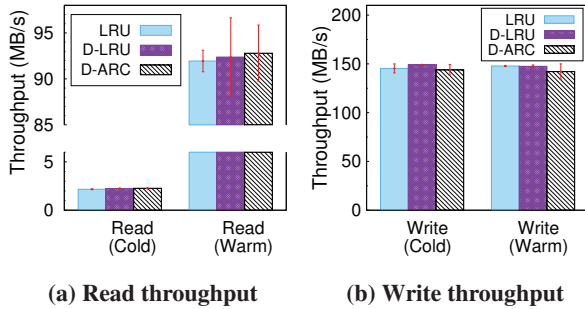 Throughput (MB/s)
95
90
85
5
0
LRU
D-LRU
D-ARC
Read
(Cold)
Read
(Warm)
(a) Read throughput
Throughput (MB/s)
200
150
100
50
0
LRU
D-LRU
D-ARC
Write
(Cold)
Write
(Warm)
(b) Write throughput